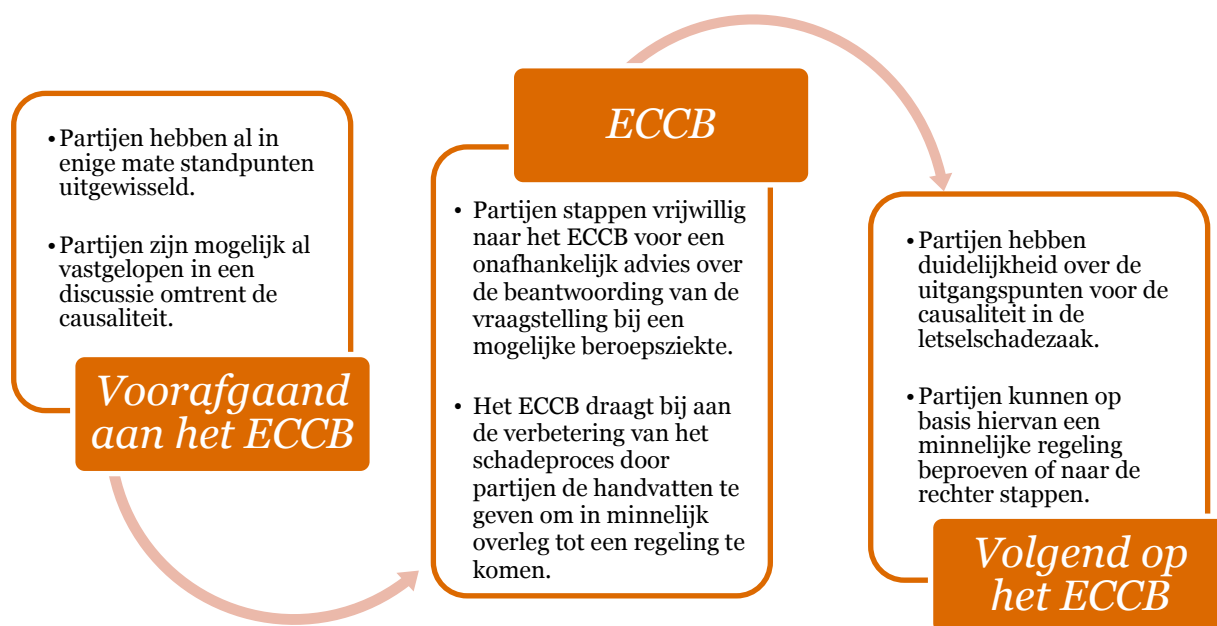 • Partijen hebben al in
enige mate standpunten
uitgewisseld.
• Partijen zijn mogelijk al
vastgelopen in een
discussie omtrent de
causaliteit.
Voorafgaand
aan het ECCB
ECCB
• Partijen stappen vrijwillig
naar het ECCB voor een
onafhankelijk advies over
de beantwoording van de
vraagstelling bij een
mogelijke beroepsziekte.
• Het ECCB draagt bij aan
de verbetering van het
schadeproces door
partijen de handvatten te
geven om in minnelijk
overleg tot een regeling te
komen.
• Partijen hebben
duidelijkheid over de
uitgangspunten voor de
causaliteit in de
letselschadezaak.
• Partijen kunnen op
basis hiervan een
minnelijke regeling
beproeven of naar de
rechter stappen.
Volgend op
het ECCB